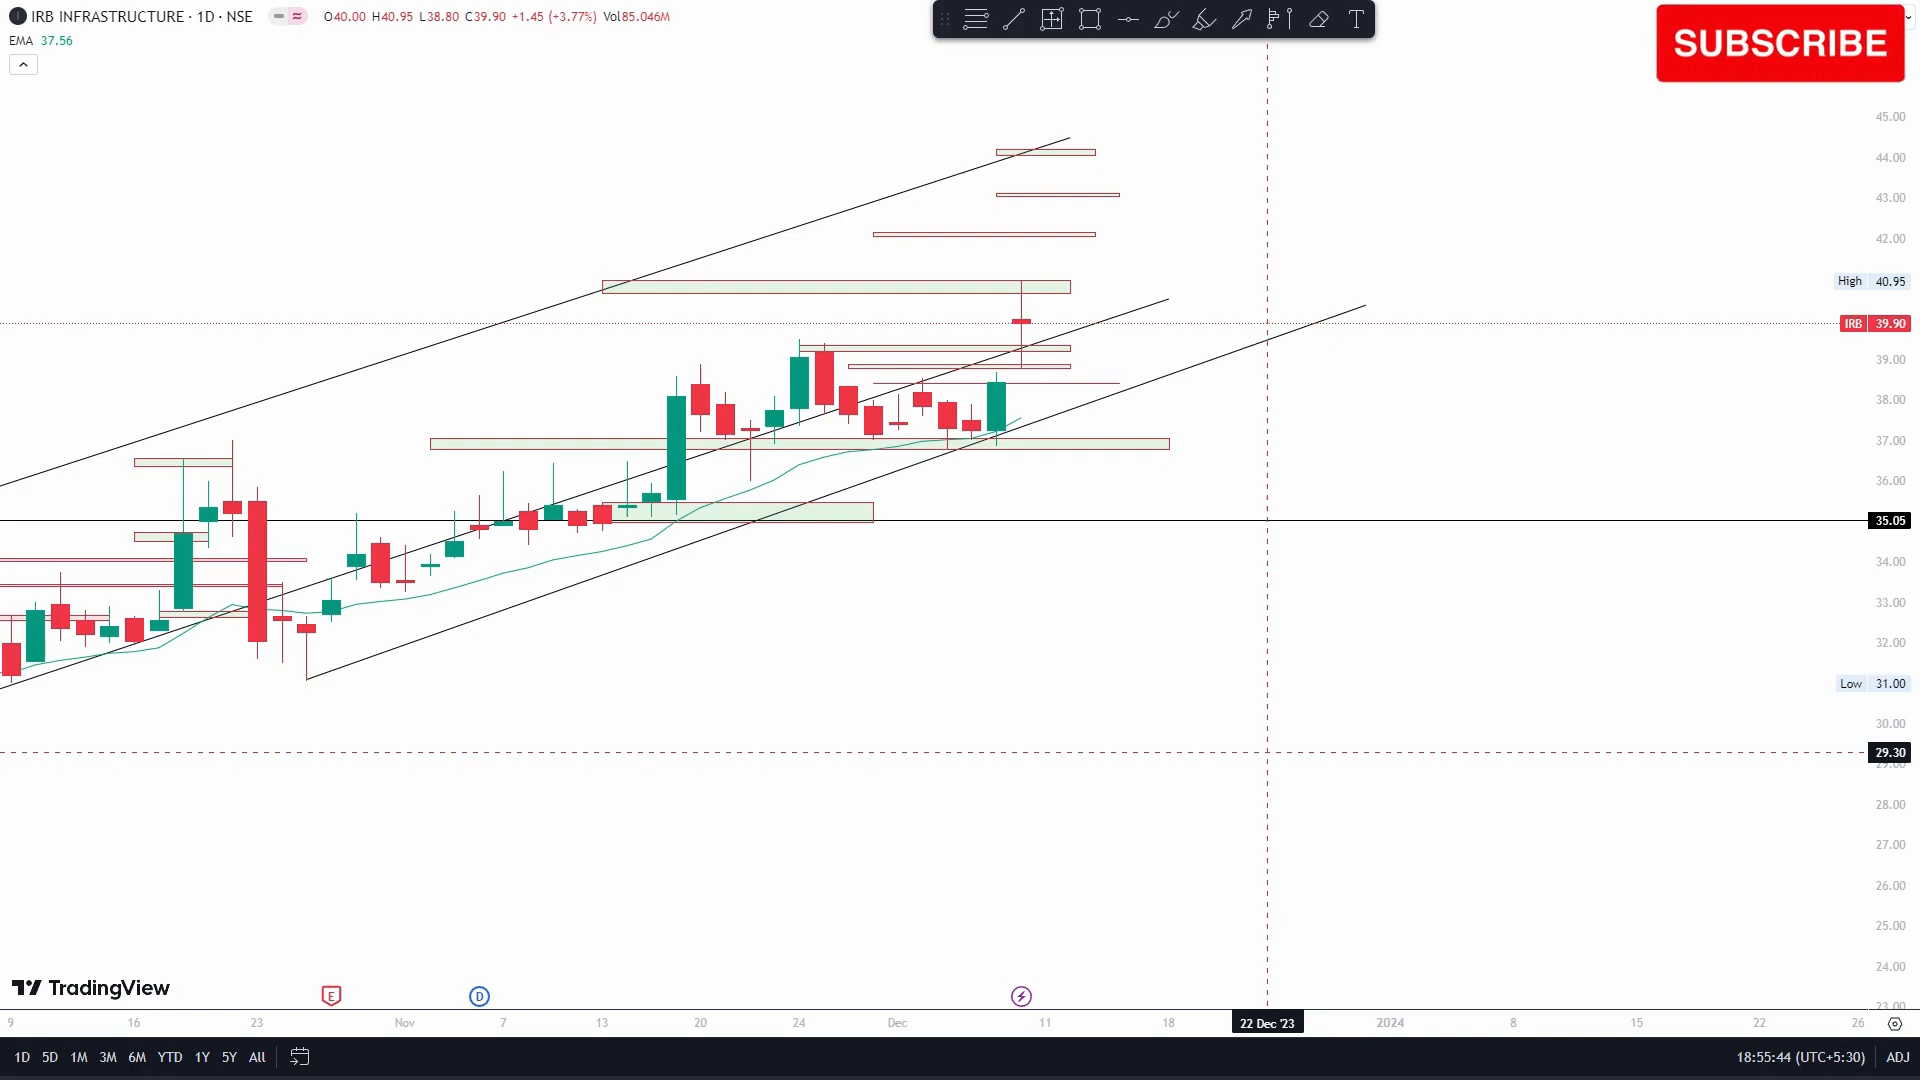 IRB INFRASTRUCTURE · 1D · NSE O40.00 H40.95 L38.80 C39.90 +1.45 (+3.77%) Vol85.046M
EMA 37.56
SUBSCRIBE
45.00
44.00
43.00
42.00
High 40.95
IRB 39.90
39.00
38.00
37.00
36.00
35.05
34.00
33.00
32.00
Low 31.00
30.00
29.30
29.00
28.00
27.00
26.00
25.00
24.00
23.00
TradingView
E D
9 16 23 Nov 7 13 20 24 Dec 11 18 22 Dec '23 2024 8 15 22 26
1D 5D 1M 3M 6M YTD 1Y 5Y All 18:55:44 (UTC+5:30) ADJ